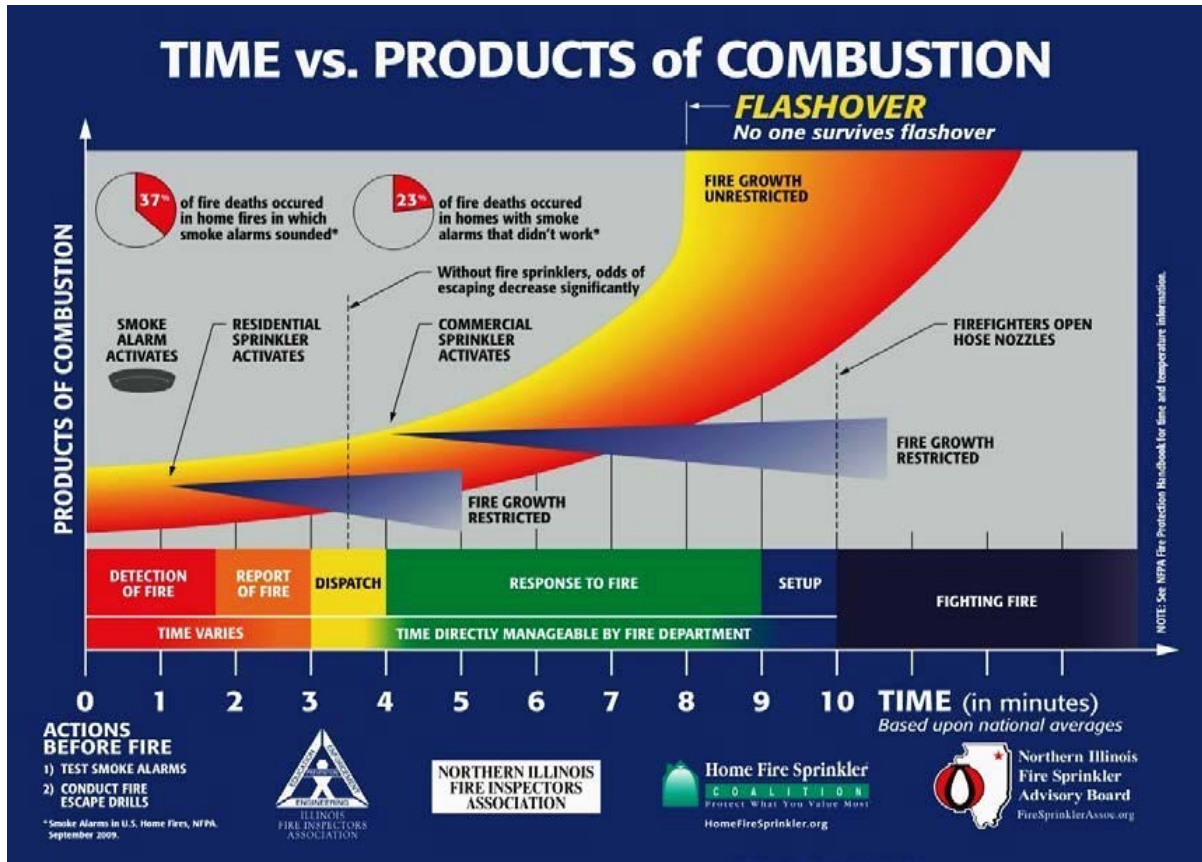 TIME vs. PRODUCTS of COMBUSTION
FLASHOVER
No one survives flashover
PRODUCTS OF COMBUSTION
37%
of fire deaths occured
in home fires in which
smoke alarms sounded*
23%
of fire deaths occured
in homes with smoke
alarms that didn't work*
FIRE GROWTH
UNRESTRICTED
Without fire sprinklers, odds of
escaping decrease significantly
SMOKE
ALARM
ACTIVATES
RESIDENTIAL
SPRINKLER
ACTIVATES
COMMERCIAL
SPRINKLER
ACTIVATES
FIREFIGHTERS OPEN
HOSE NOZZLES
FIRE GROWTH
RESTRICTED
FIRE GROWTH
RESTRICTED
NOTE: See NFPA Fire Protection Handbook for time and temperature information.
DETECTION
OF FIRE
REPORT
OF FIRE
DISPATCH
RESPONSE TO FIRE
SETUP
FIGHTING FIRE
TIME VARIES
TIME DIRECTLY MANAGEABLE BY FIRE DEPARTMENT
0 1 2 3 4 5 6 7 8 9 10 TIME (in minutes)
Based upon national averages
ACTIONS
BEFORE FIRE
1) TEST SMOKE ALARMS
2) CONDUCT FIRE
ESCAPE DRILLS
*Smoke Alarms in U.S. Home Fires, NFPA.
September 2009.
EDUCATION
ENFORCEMENT
PREVENTION
ENGINEERING
ILLINOIS
FIRE INSPECTORS
ASSOCIATION
NORTHERN ILLINOIS
FIRE INSPECTORS
ASSOCIATION
Home Fire Sprinkler
COALITION
Protect What You Value Most
HomeFireSprinkler.org
Northern Illinois
Fire Sprinkler
Advisory Board
FireSprinklerAssoc.org